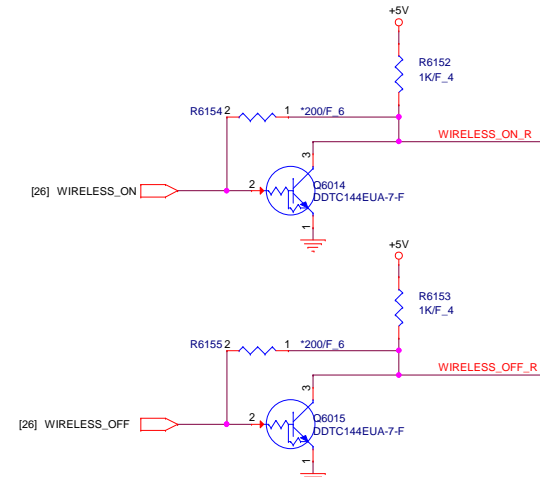 +5V
R6152
1K/F_4
R6154 2 1 *200/F_6
WIRELESS_ON_R
3
[26] WIRELESS_ON 2 Q6014
DDTC144EUA-7-F
1
+5V
R6153
1K/F_4
R6155 2 1 *200/F_6
WIRELESS_OFF_R
3
[26] WIRELESS_OFF 2 Q6015
DDTC144EUA-7-F
1